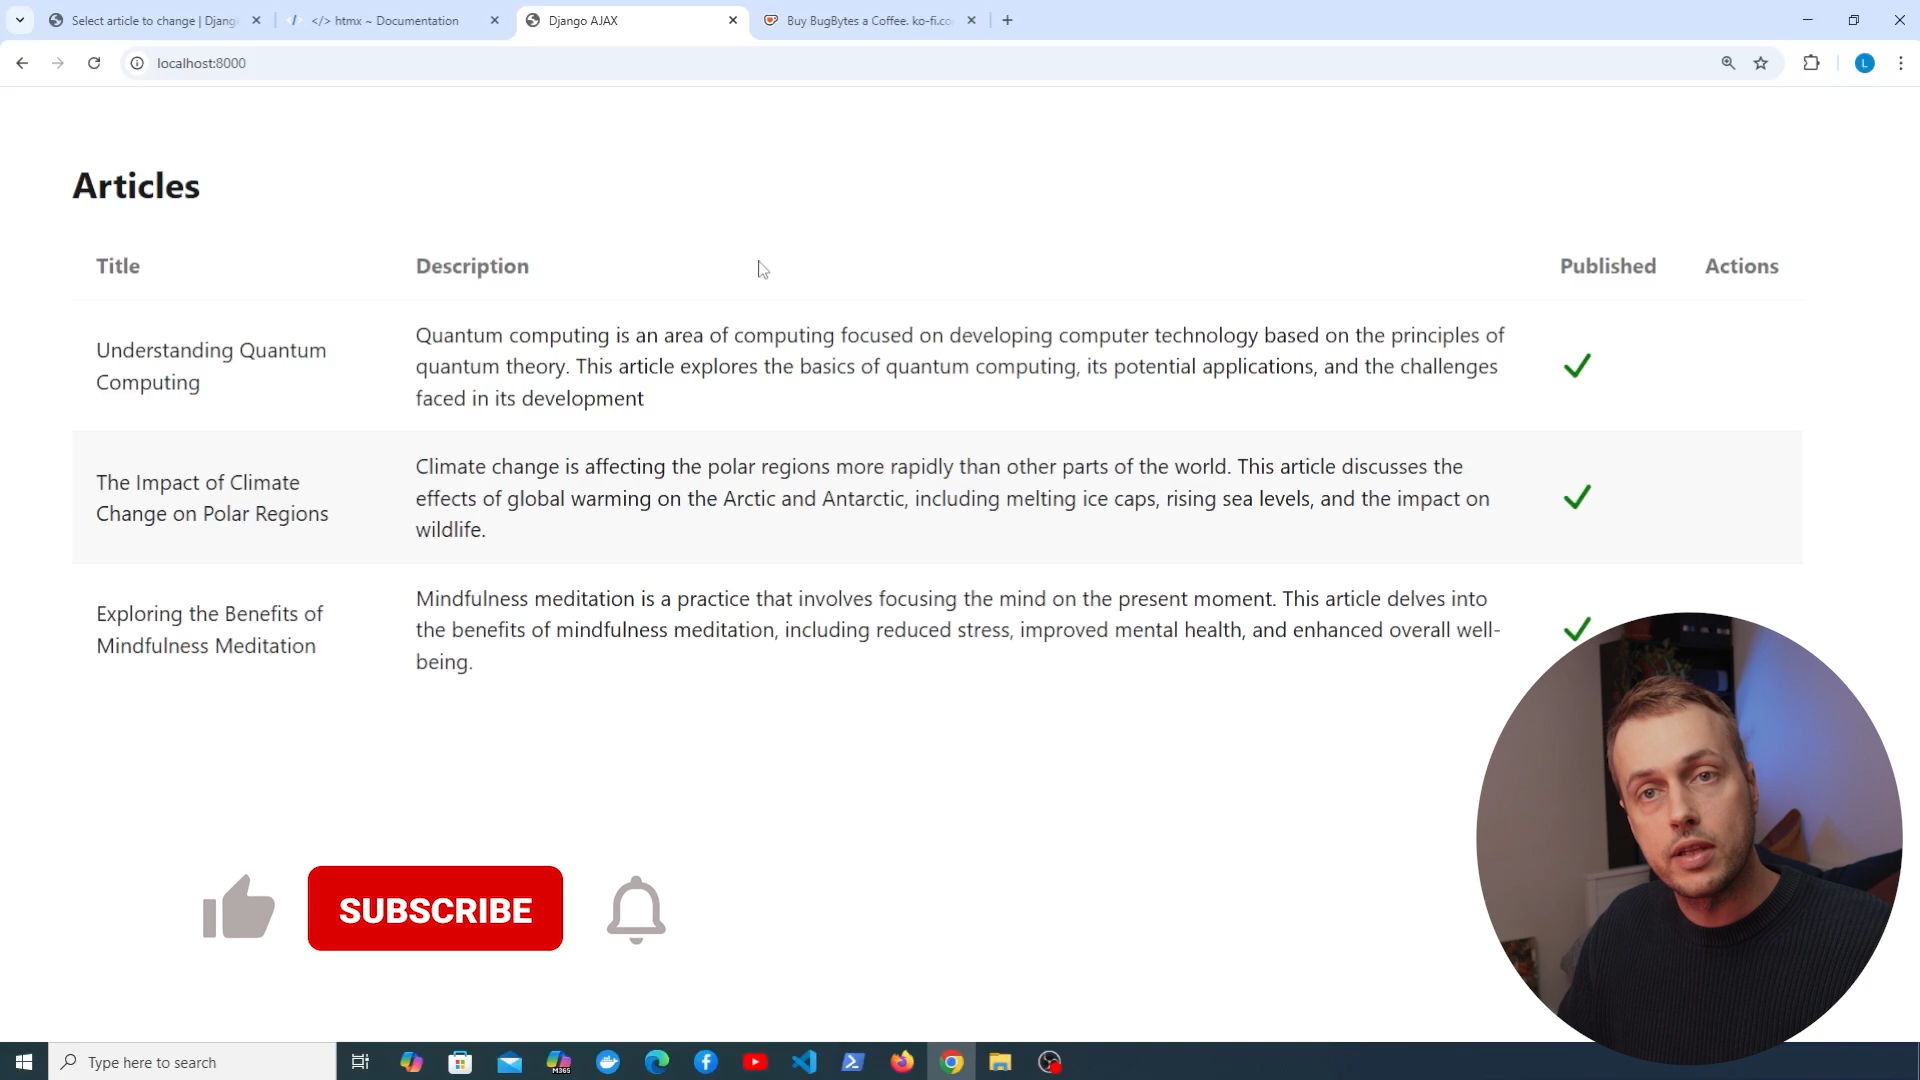 Select article to change | Djang
</> htmx ~ Documentation
Django AJAX
Buy BugBytes a Coffee. ko-fi.co
localhost:8000
L
Articles
Title
Description
Published
Actions
Understanding Quantum
Computing
Quantum computing is an area of computing focused on developing computer technology based on the principles of
quantum theory. This article explores the basics of quantum computing, its potential applications, and the challenges
faced in its development
The Impact of Climate
Change on Polar Regions
Climate change is affecting the polar regions more rapidly than other parts of the world. This article discusses the
effects of global warming on the Arctic and Antarctic, including melting ice caps, rising sea levels, and the impact on
wildlife.
Exploring the Benefits of
Mindfulness Meditation
Mindfulness meditation is a practice that involves focusing the mind on the present moment. This article delves into
the benefits of mindfulness meditation, including reduced stress, improved mental health, and enhanced overall well-
being.
SUBSCRIBE
Type here to search
M365